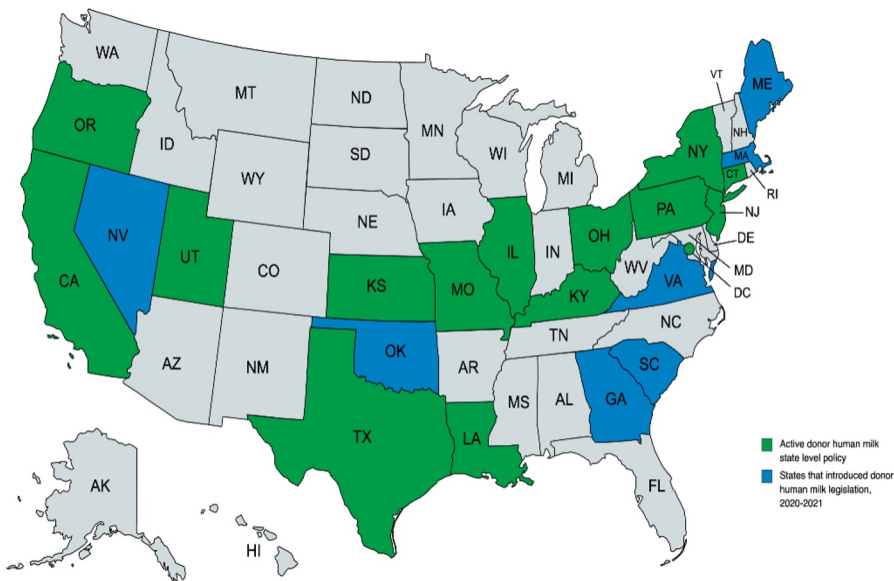 WA
OR
ID
MT
ND
SD
MN
WI
MI
WY
NE
IA
NV
UT
CO
KS
MO
IL
IN
OH
KY
WV
PA
NY
VT
NH
ME
MA
CT
RI
NJ
DE
MD
DC
VA
CA
AZ
NM
OK
AR
TN
NC
SC
TX
LA
MS
AL
GA
FL
AK
HI
Active donor human milk
state level policy
States that introduced donor
human milk legislation,
2020-2021